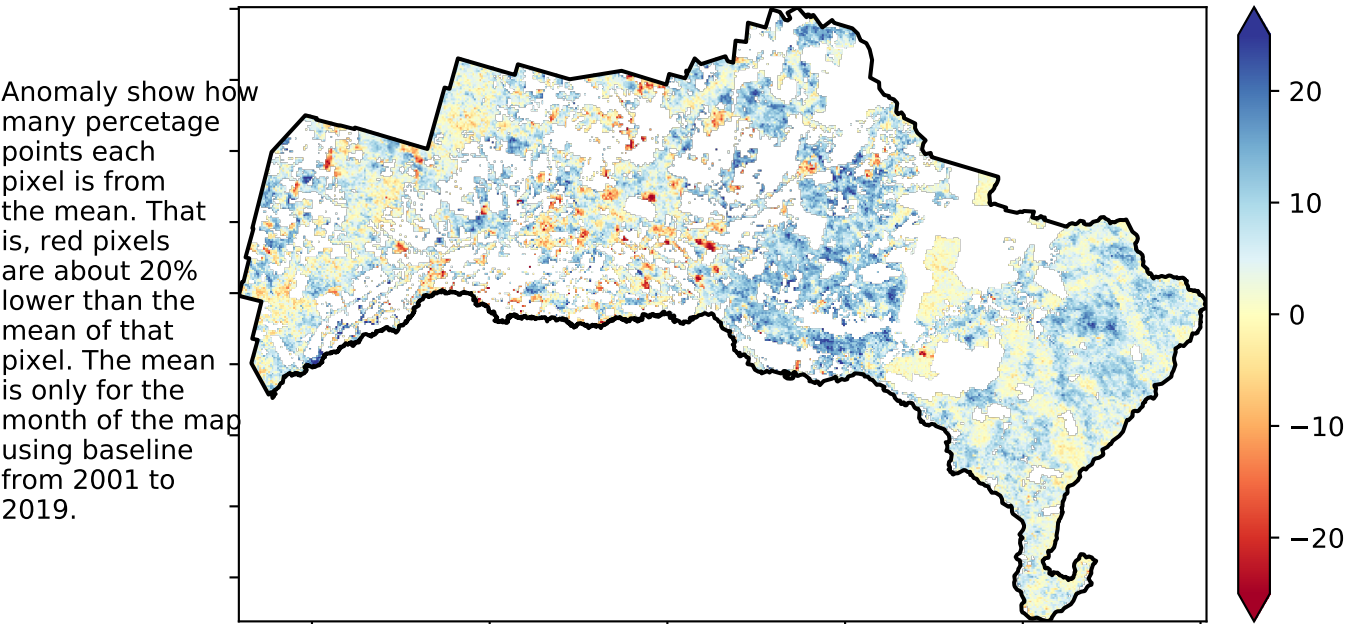 Anomaly show how
many percetage
points each
pixel is from
the mean. That
is, red pixels
are about 20%
lower than the
mean of that
pixel. The mean
is only for the
month of the map
using baseline
from 2001 to
2019.
20
10
0
−10
−20